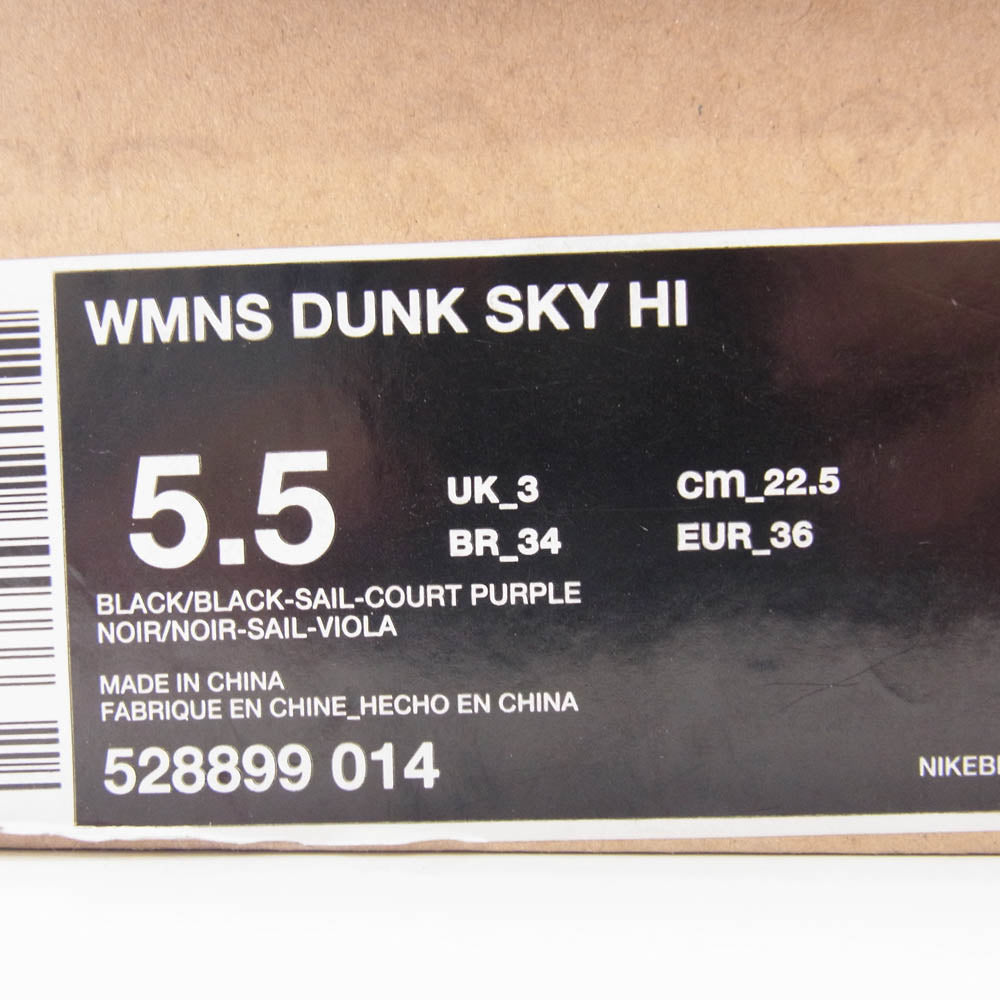 WMNS DUNK SKY HI
5.5
UK_3 cm_22.5
BR_34 EUR_36
BLACK/BLACK-SAIL-COURT PURPLE
NOIR/NOIR-SAIL-VIOLA
MADE IN CHINA
FABRIQUE EN CHINE_HECHO EN CHINA
528899 014